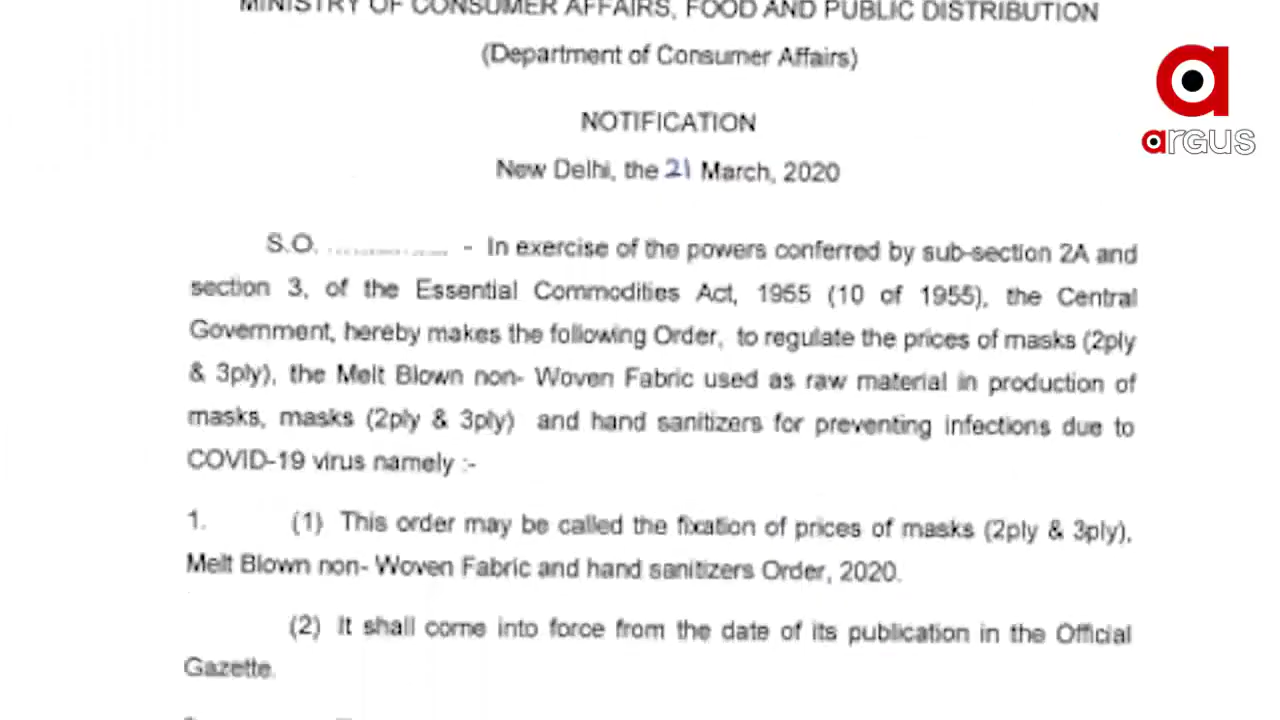 MINISTRY OF CONSUMER AFFAIRS, FOOD AND PUBLIC DISTRIBUTION
(Department of Consumer Affairs)
argus
NOTIFICATION
New Delhi, the 21 March, 2020
S.O. .................. - In exercise of the powers conferred by sub-section 2A and
section 3, of the Essential Commodities Act, 1955 (10 of 1955), the Central
Government, hereby makes the following Order, to regulate the prices of masks (2ply
& 3ply), the Melt Blown non- Woven Fabric used as raw material in production of
masks, masks (2ply & 3ply) and hand sanitizers for preventing infections due to
COVID-19 virus namely :-
1. (1) This order may be called the fixation of prices of masks (2ply & 3ply),
Melt Blown non- Woven Fabric and hand sanitizers Order, 2020.
(2) It shall come into force from the date of its publication in the Official
Gazette.